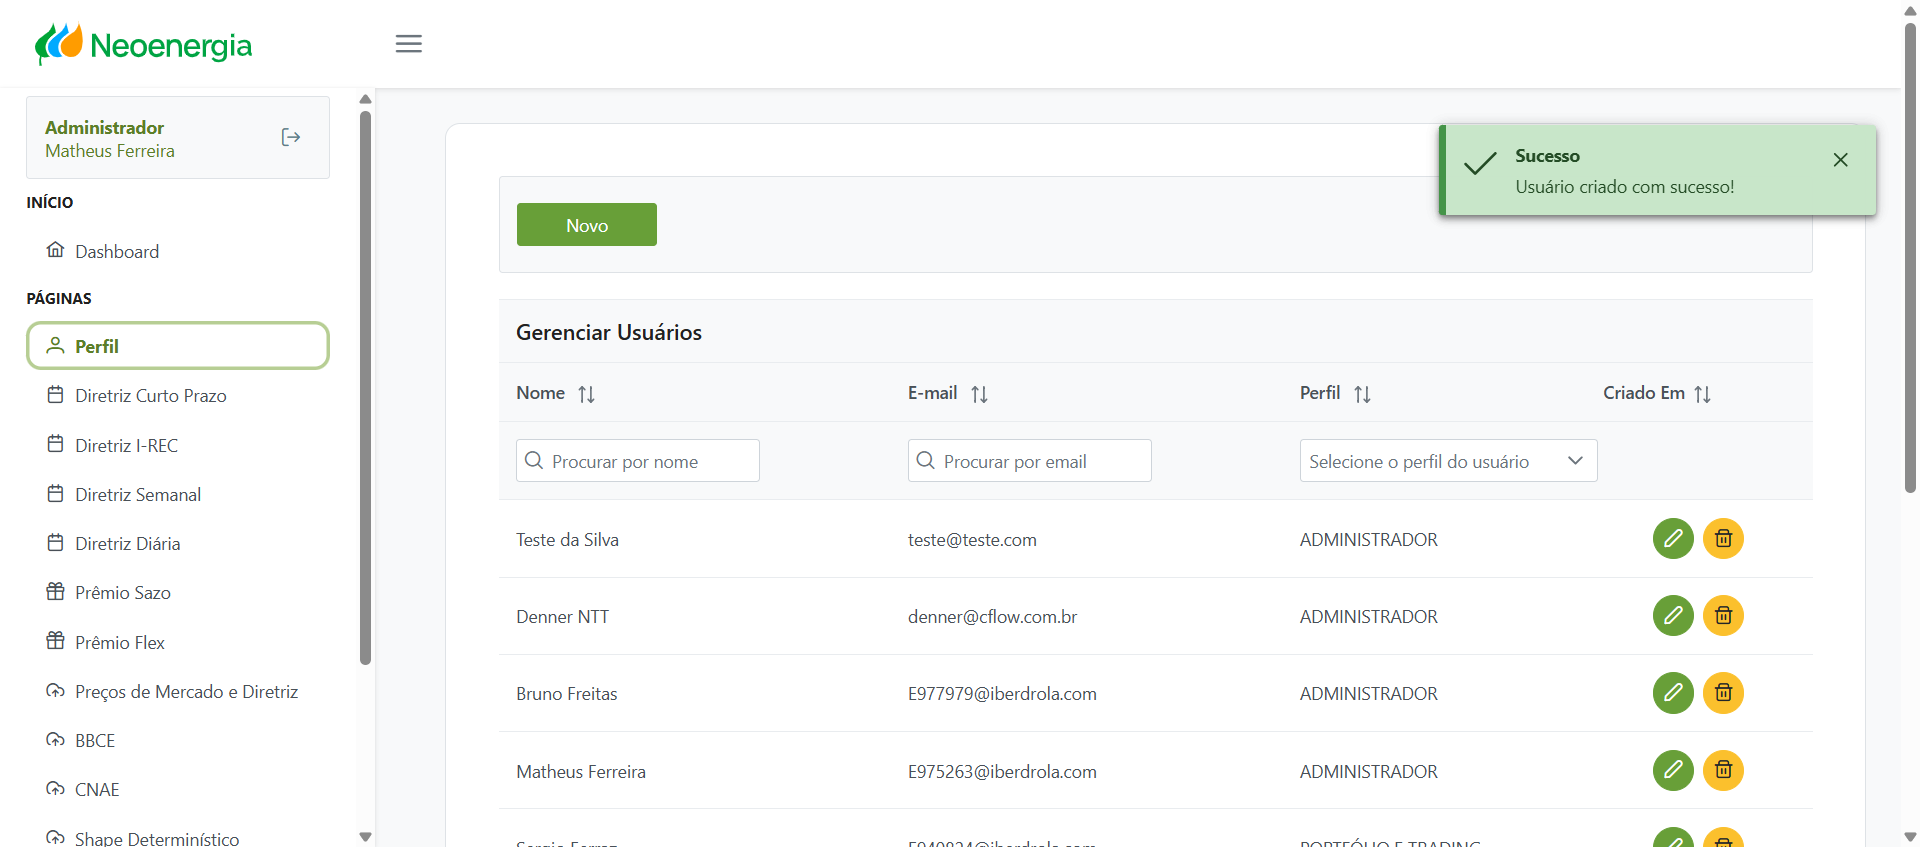 Neoenergia
Administrador
Matheus Ferreira
INÍCIO
Dashboard
PÁGINAS
Perfil
Diretriz Curto Prazo
Diretriz I-REC
Diretriz Semanal
Diretriz Diária
Prêmio Sazo
Prêmio Flex
Preços de Mercado e Diretriz
BBCE
CNAE
Shape Determinístico
Sucesso
Usuário criado com sucesso!
Novo
Gerenciar Usuários
Nome E-mail Perfil Criado Em
Procurar por nome Procurar por email Selecione o perfil do usuário
Teste da Silva teste@teste.com ADMINISTRADOR
Denner NTT denner@cflow.com.br ADMINISTRADOR
Bruno Freitas E977979@iberdrola.com ADMINISTRADOR
Matheus Ferreira E975263@iberdrola.com ADMINISTRADOR